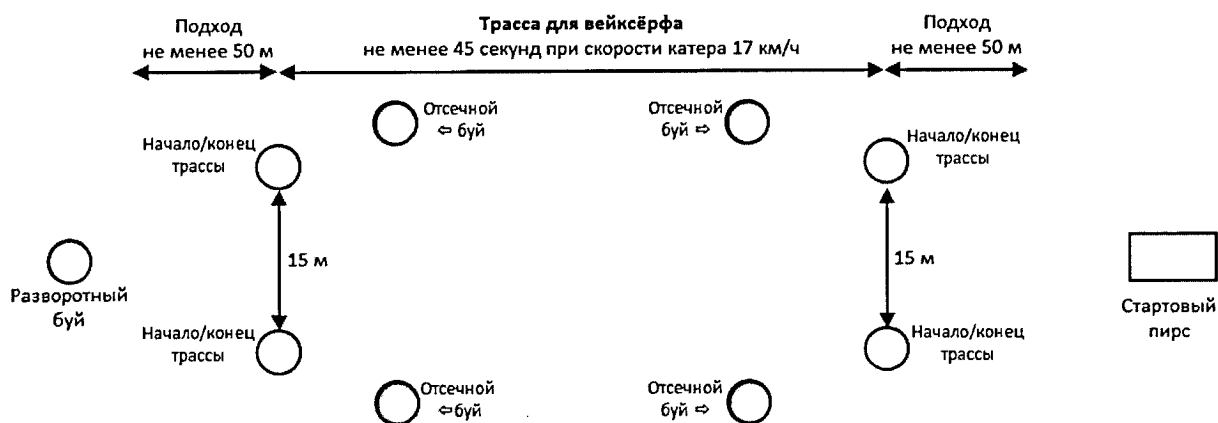 Подход
не менее 50 м
Трасса для вейксёрфа
не менее 45 секунд при скорости катера 17 км/ч
Подход
не менее 50 м
Отсечной
⇦ буй
Отсечной
буй ⇨
Начало/конец
трассы
Начало/конец
трассы
15 м
15 м
Разворотный
буй
Стартовый
пирс
Начало/конец
трассы
Начало/конец
трассы
Отсечной
⇦ буй
Отсечной
буй ⇨